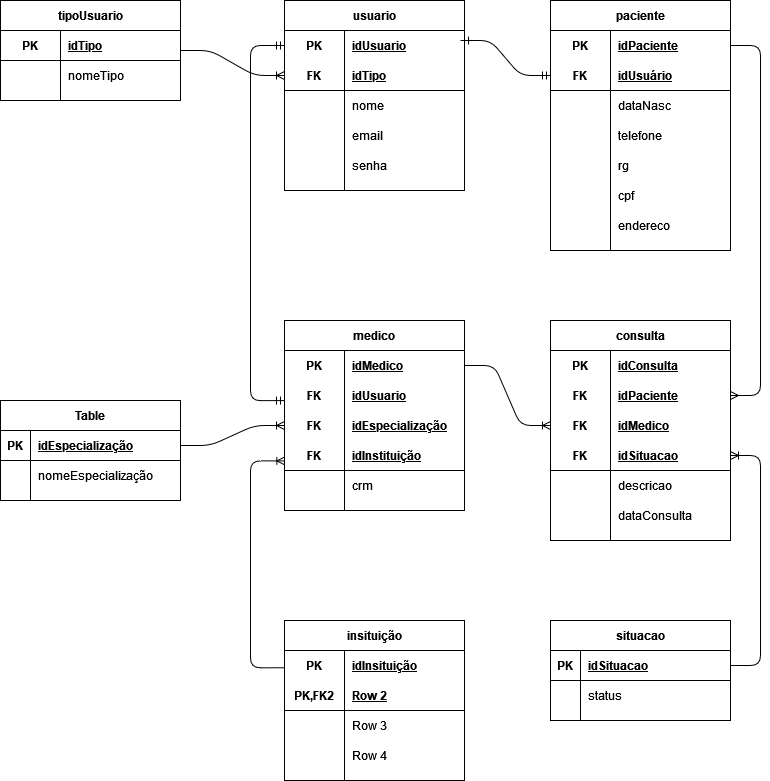 tipoUsuario
PK idTipo
nomeTipo
usuario
PK idUsuario
FK idTipo
nome
email
senha
paciente
PK idPaciente
FK idUsuário
dataNasc
telefone
rg
cpf
endereco
medico
PK idMedico
FK idUsuario
FK idEspecialização
FK idInstituição
crm
consulta
PK idConsulta
FK idPaciente
FK idMedico
FK idSituacao
descricao
dataConsulta
Table
PK idEspecialização
nomeEspecialização
insituição
PK idInsituição
PK,FK2 Row 2
Row 3
Row 4
situacao
PK idSituacao
status